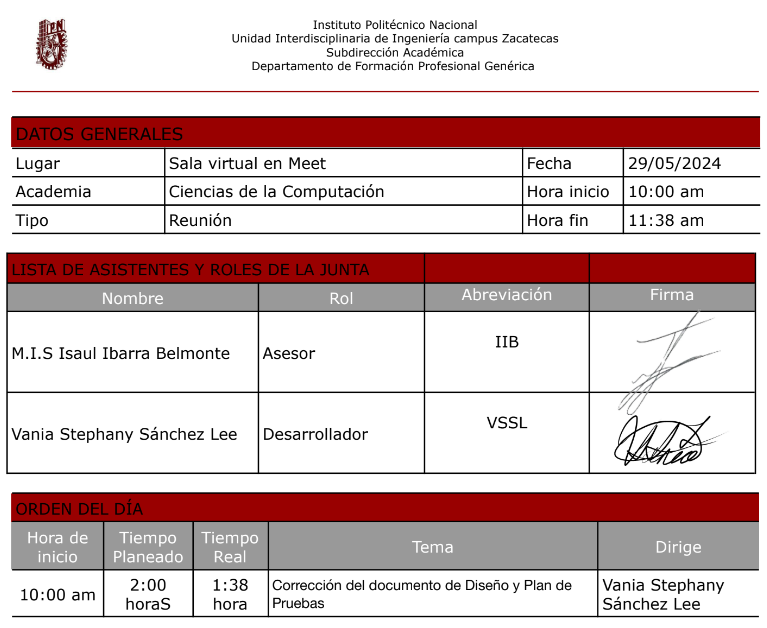 Instituto Politécnico Nacional
Unidad Interdisciplinaria de Ingeniería campus Zacatecas
Subdirección Académica
Departamento de Formación Profesional Genérica
DATOS GENERALES
Lugar Sala virtual en Meet Fecha 29/05/2024
Academia Ciencias de la Computación Hora inicio 10:00 am
Tipo Reunión Hora fin 11:38 am
LISTA DE ASISTENTES Y ROLES DE LA JUNTA
Nombre Rol Abreviación Firma
M.I.S Isaul Ibarra Belmonte Asesor IIB
Vania Stephany Sánchez Lee Desarrollador VSSL
ORDEN DEL DÍA
Hora de inicio Tiempo Planeado Tiempo Real Tema Dirige
10:00 am 2:00 horaS 1:38 hora Corrección del documento de Diseño y Plan de Pruebas Vania Stephany Sánchez Lee